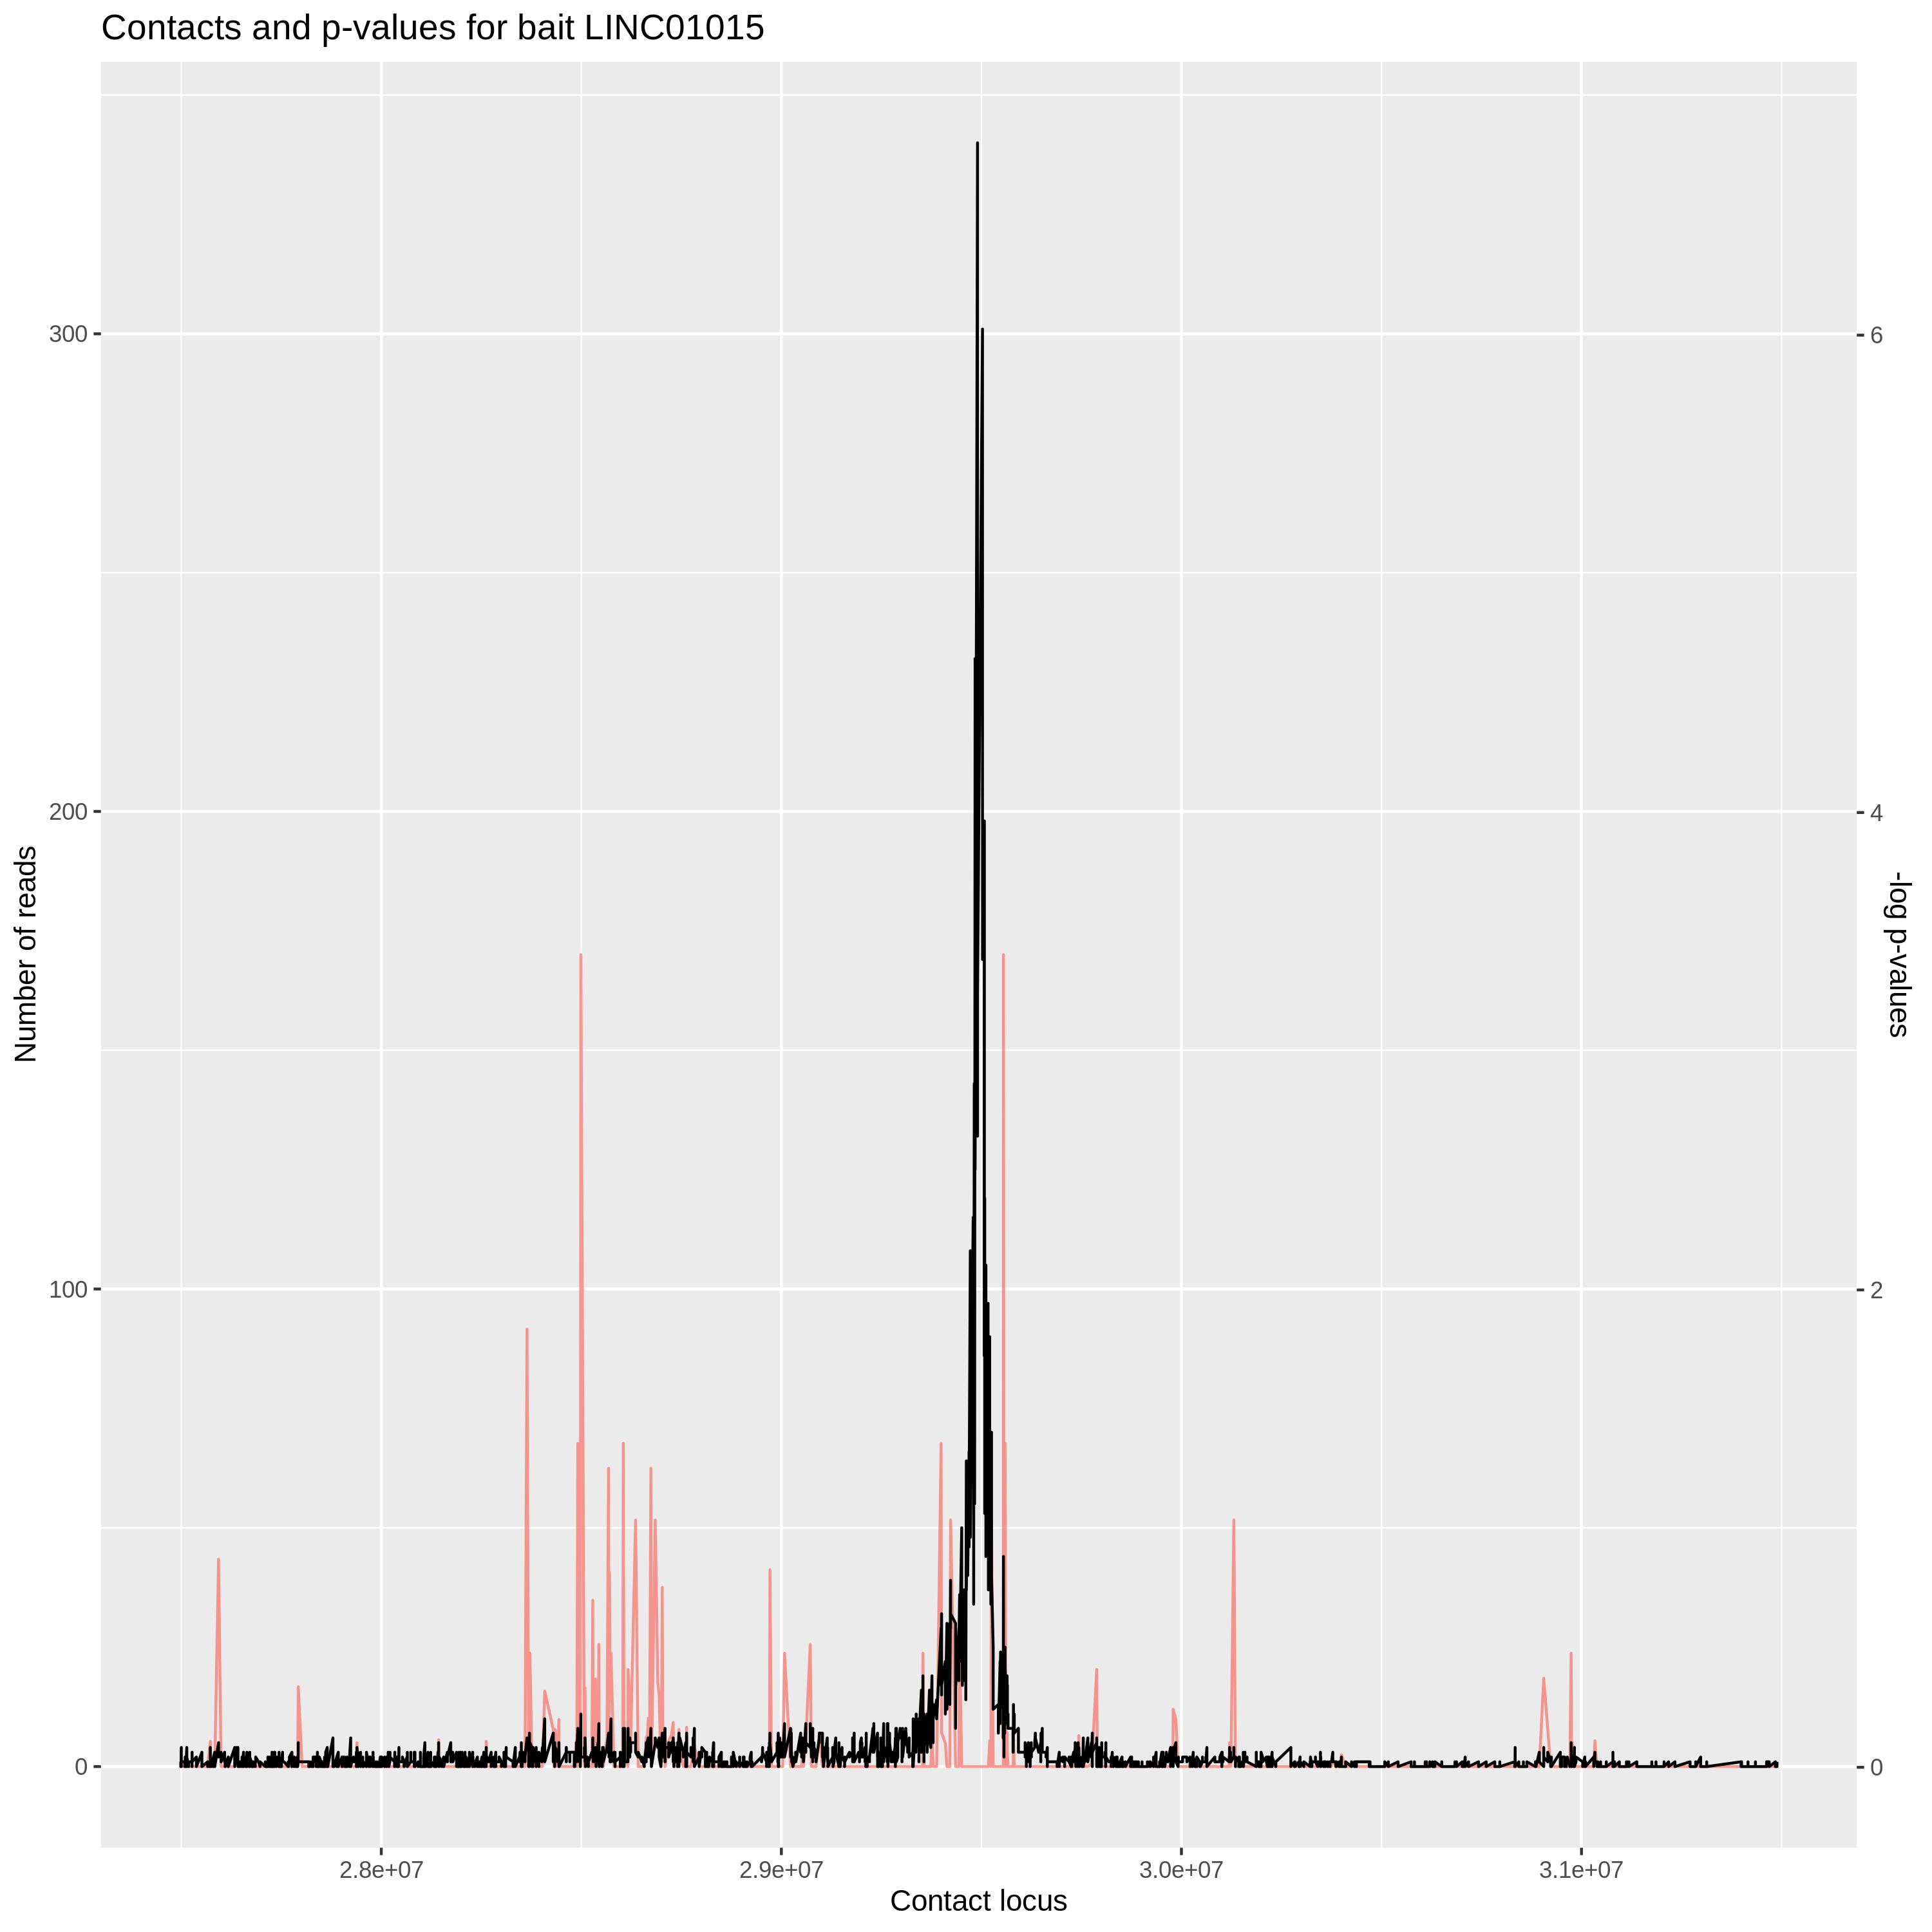 Contacts and p-values for bait LINC01015
Number of reads
300
200
100
0
6
4
2
0
-log p-values
2.8e+07
2.9e+07
3.0e+07
3.1e+07
Contact locus